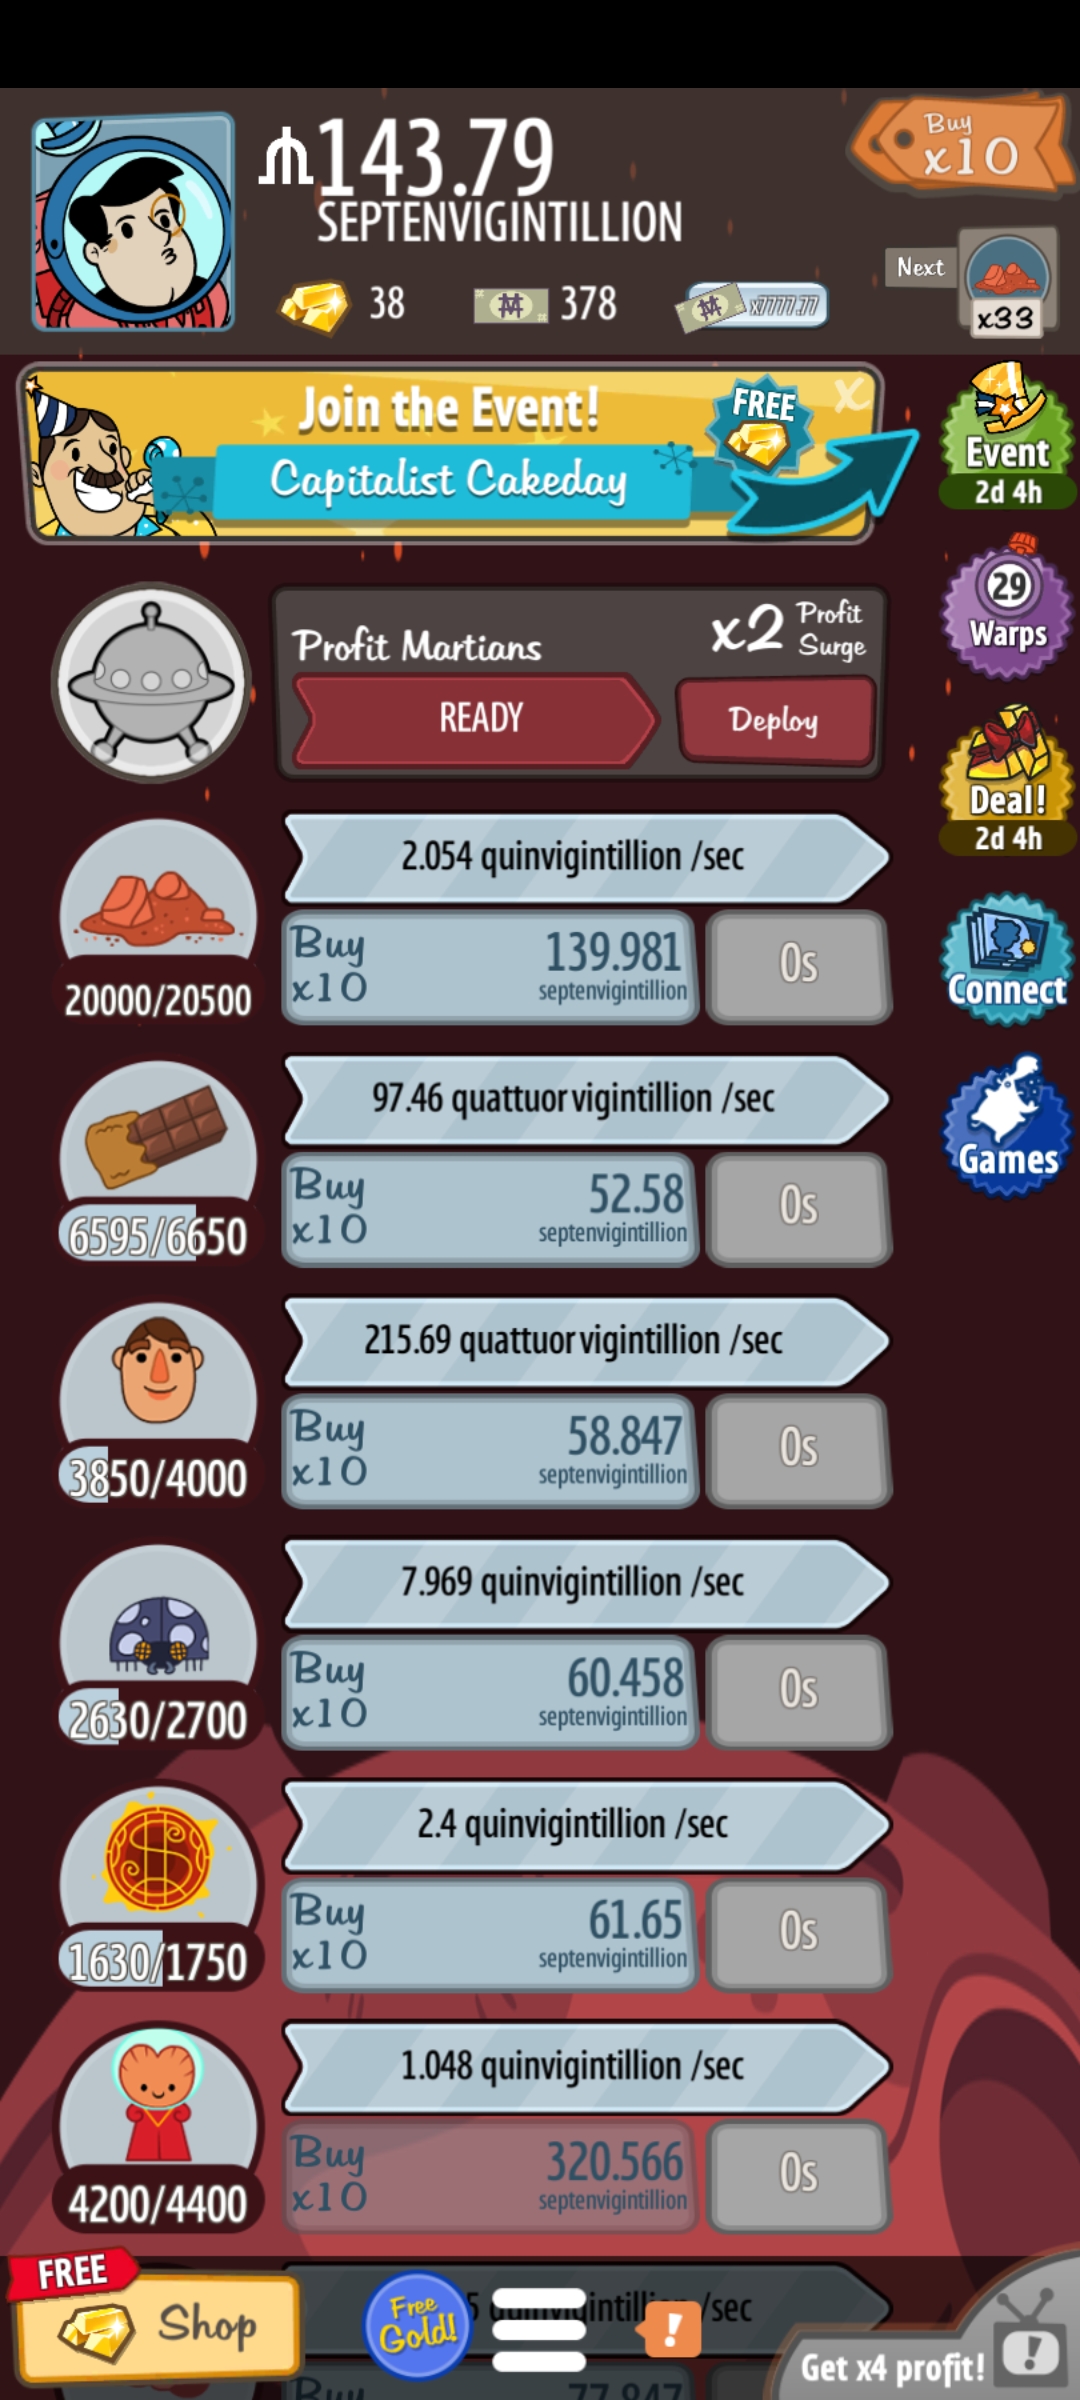 143.79
SEPTENVIGINTILLION
Buy
x10
38
378
x7777.77
Next
x33
Join the Event!
FREE
Capitalist Cakeday
x
Event
2d 4h
29
Warps
Profit Martians
x2 Profit
Surge
READY
Deploy
Deal!
2d 4h
2.054 quinvigintillion /sec
Buy
x10
139.981
septenvigintillion
0s
20000/20500
Connect
97.46 quattuorvigintillion /sec
Buy
x10
52.58
septenvigintillion
0s
6595/6650
Games
215.69 quattuorvigintillion /sec
Buy
x10
58.847
septenvigintillion
0s
3850/4000
7.969 quinvigintillion /sec
Buy
x10
60.458
septenvigintillion
0s
2630/2700
2.4 quinvigintillion /sec
Buy
x10
61.65
septenvigintillion
0s
1630/1750
1.048 quinvigintillion /sec
Buy
x10
320.566
septenvigintillion
0s
4200/4400
FREE
Shop
Free
Gold!
/sec
!
Get x4 profit!
!
Buy
77.847